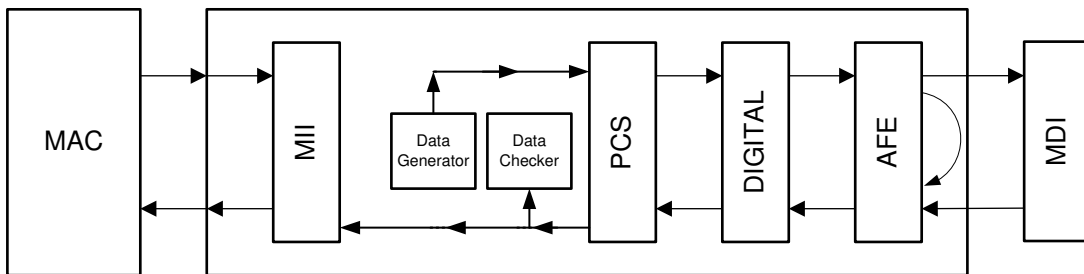 MAC
MII
Data
Generator
Data
Checker
PCS
DIGITAL
AFE
MDI